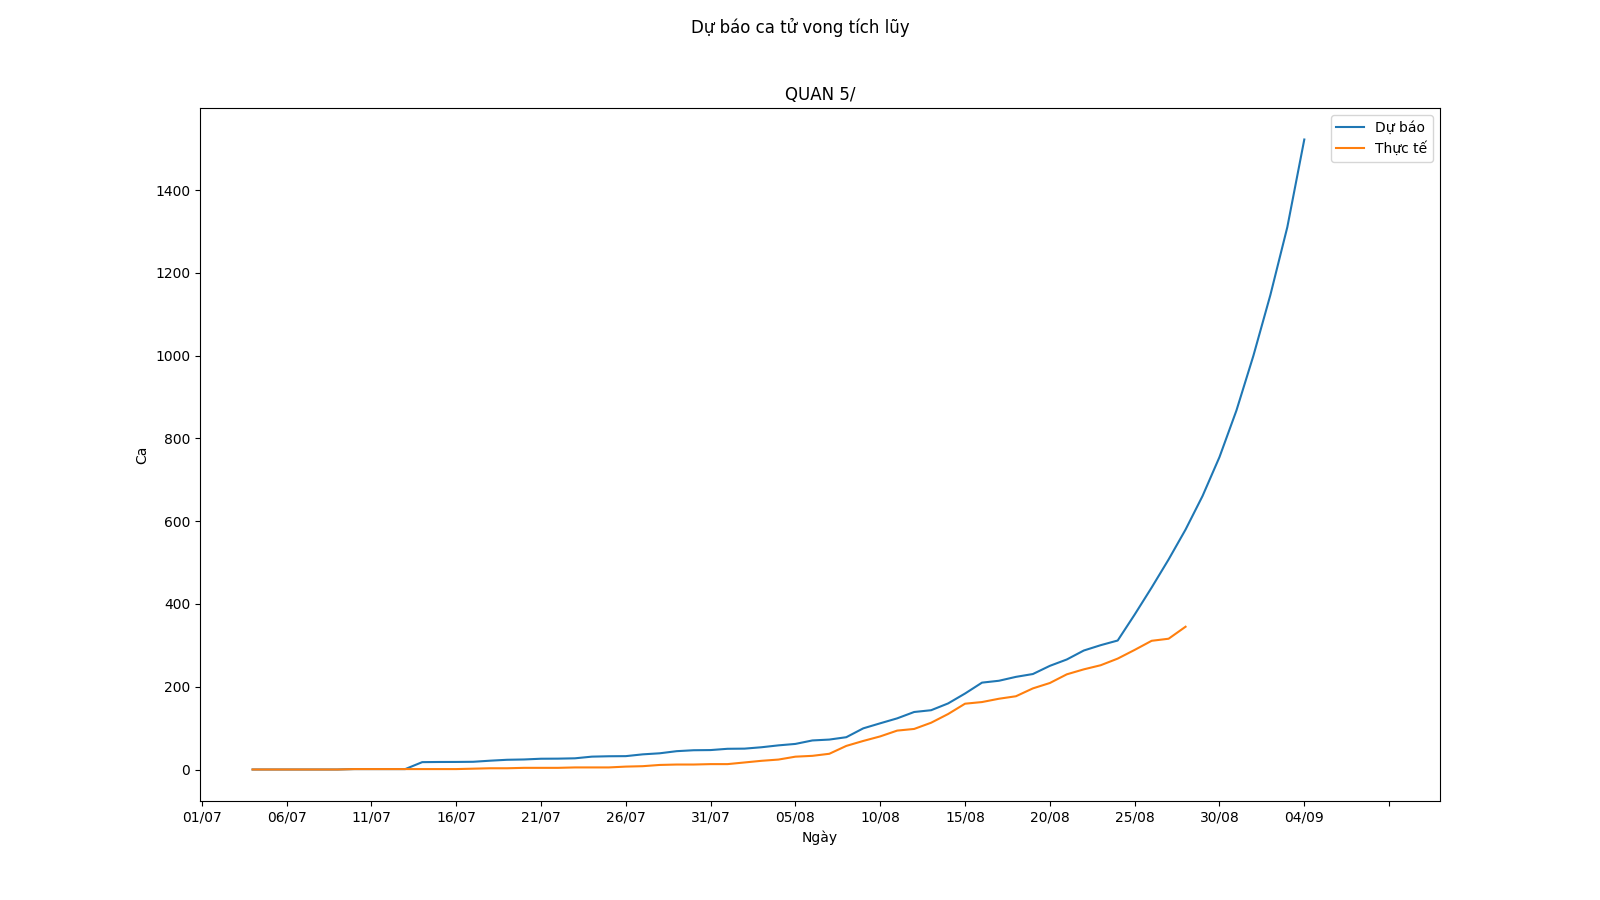 Dự báo ca tử vong tích lũy
QUAN 5/
Dự báo
Thực tế
1400
1200
1000
800
600
400
200
0
Ca
01/07 06/07 11/07 16/07 21/07 26/07 31/07 05/08 10/08 15/08 20/08 25/08 30/08 04/09
Ngày